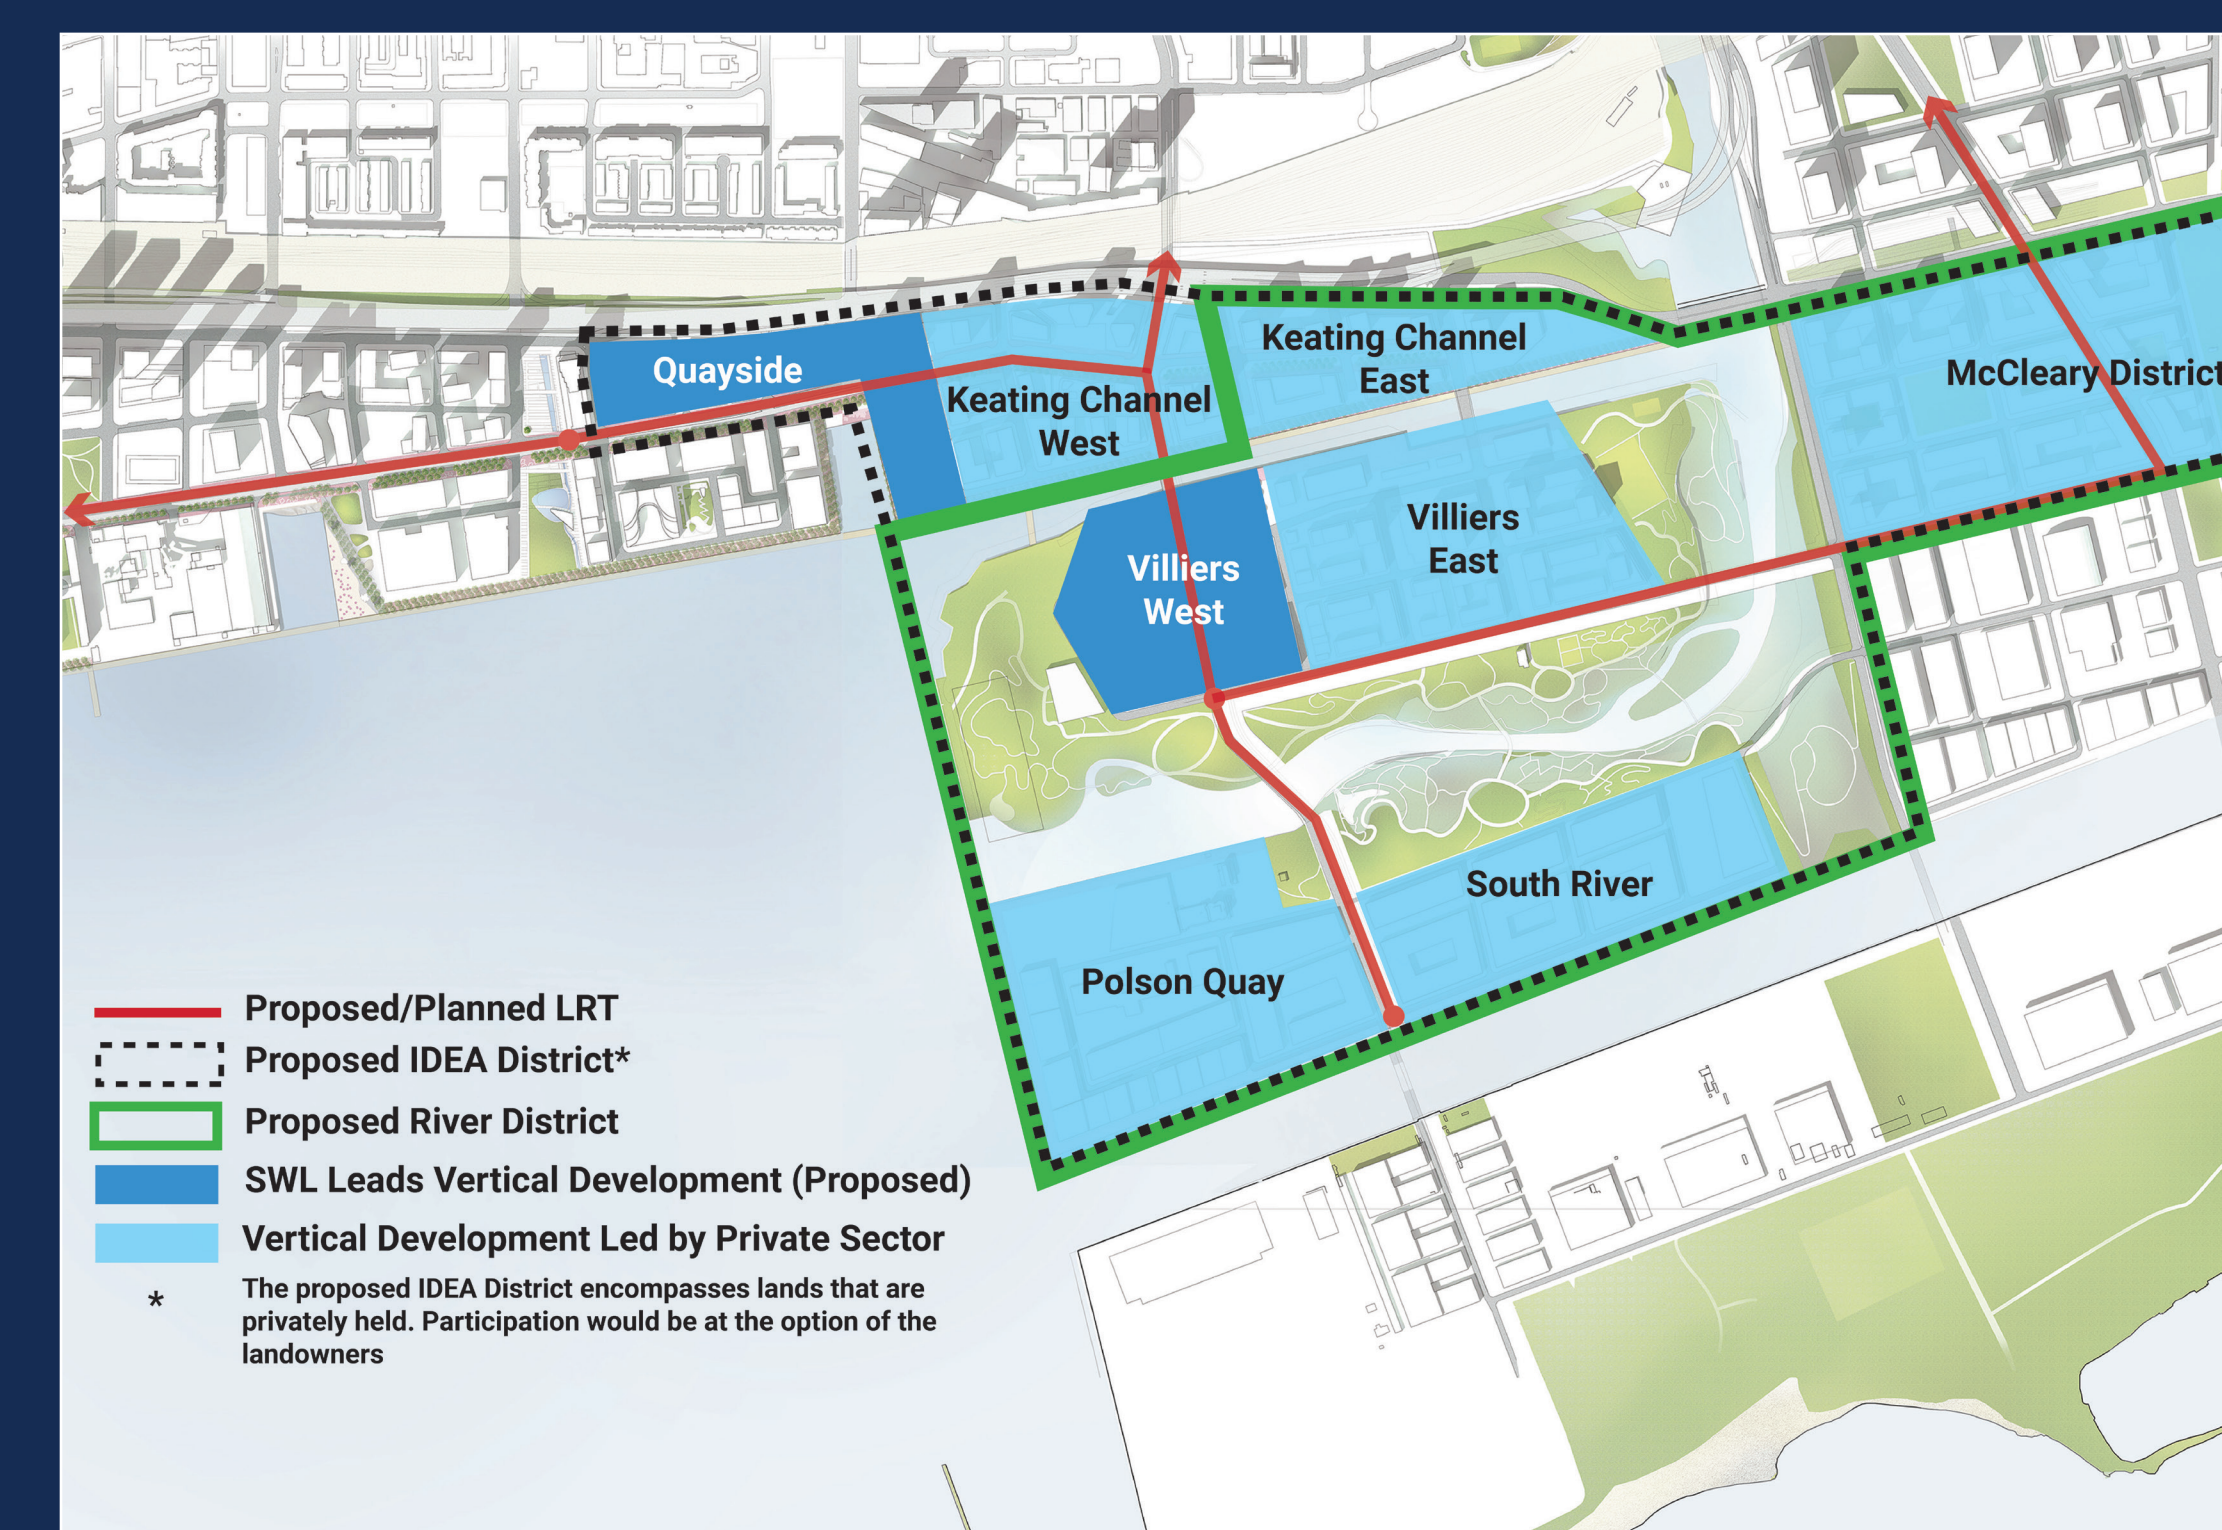 Quayside
Keating Channel
West
Keating Channel
East
McCleary District
Villiers
West
Villiers
East
South River
Polson Quay
Proposed/Planned LRT
Proposed IDEA District*
Proposed River District
SWL Leads Vertical Development (Proposed)
Vertical Development Led by Private Sector
* The proposed IDEA District encompasses lands that are
privately held. Participation would be at the option of the
landowners